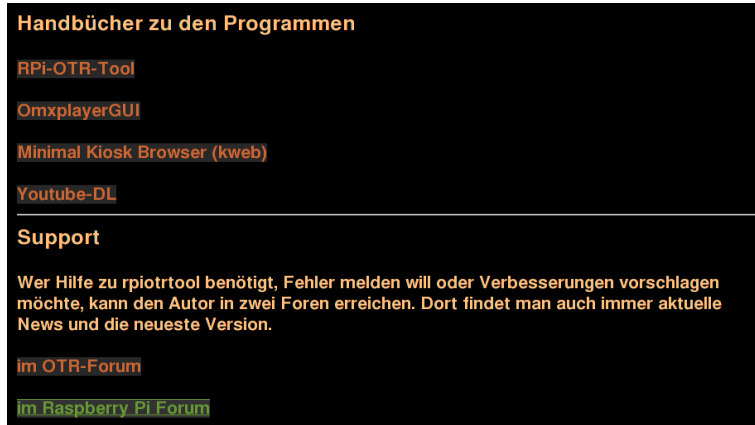 Handbücher zu den Programmen
RPi-OTR-Tool
OmxplayerGUI
Minimal Kiosk Browser (kweb)
Youtube-DL
Support
Wer Hilfe zu rpiotrtool benötigt, Fehler melden will oder Verbesserungen vorschlagen
möchte, kann den Autor in zwei Foren erreichen. Dort findet man auch immer aktuelle
News und die neueste Version.
im OTR-Forum
im Raspberry Pi Forum